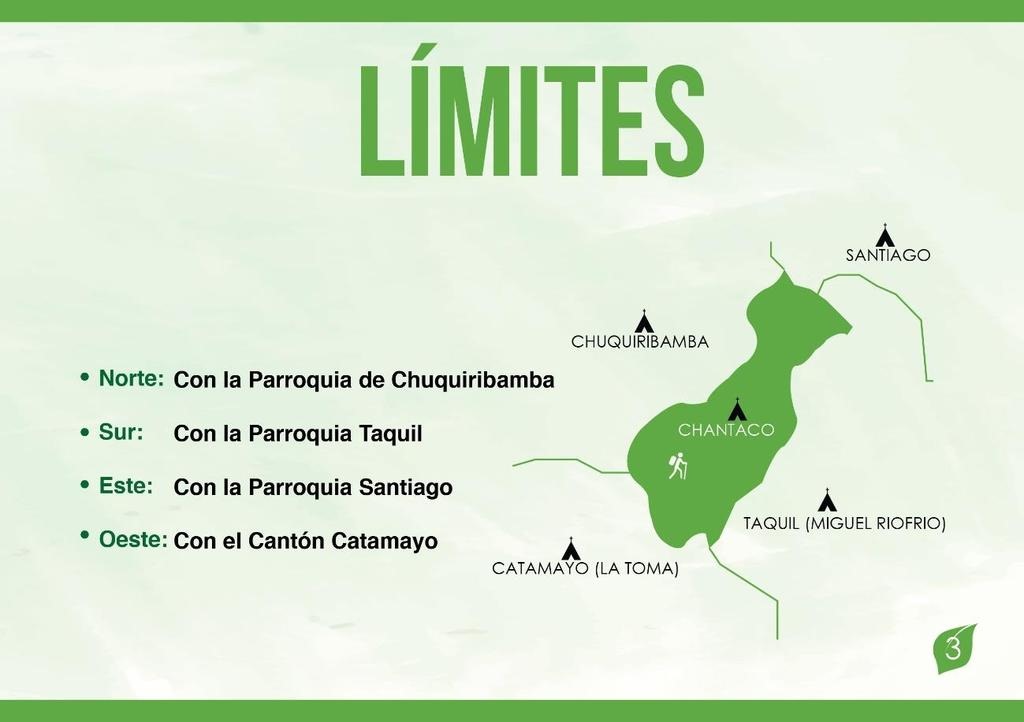 LÍMITES
• Norte: Con la Parroquia de Chuquiribamba
• Sur: Con la Parroquia Taquil
• Este: Con la Parroquia Santiago
• Oeste: Con el Cantón Catamayo
SANTIAGO
CHUQUIRIBAMBA
CHANTACO
TAQUIL (MIGUEL RIOFRIO)
CATAMAYO (LA TOMA)
3